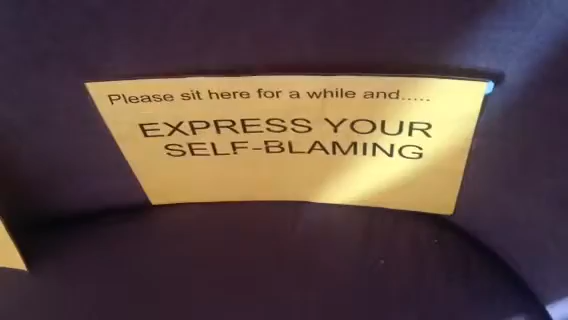 Please sit here for a while and.....
EXPRESS YOUR
SELF-BLAMING